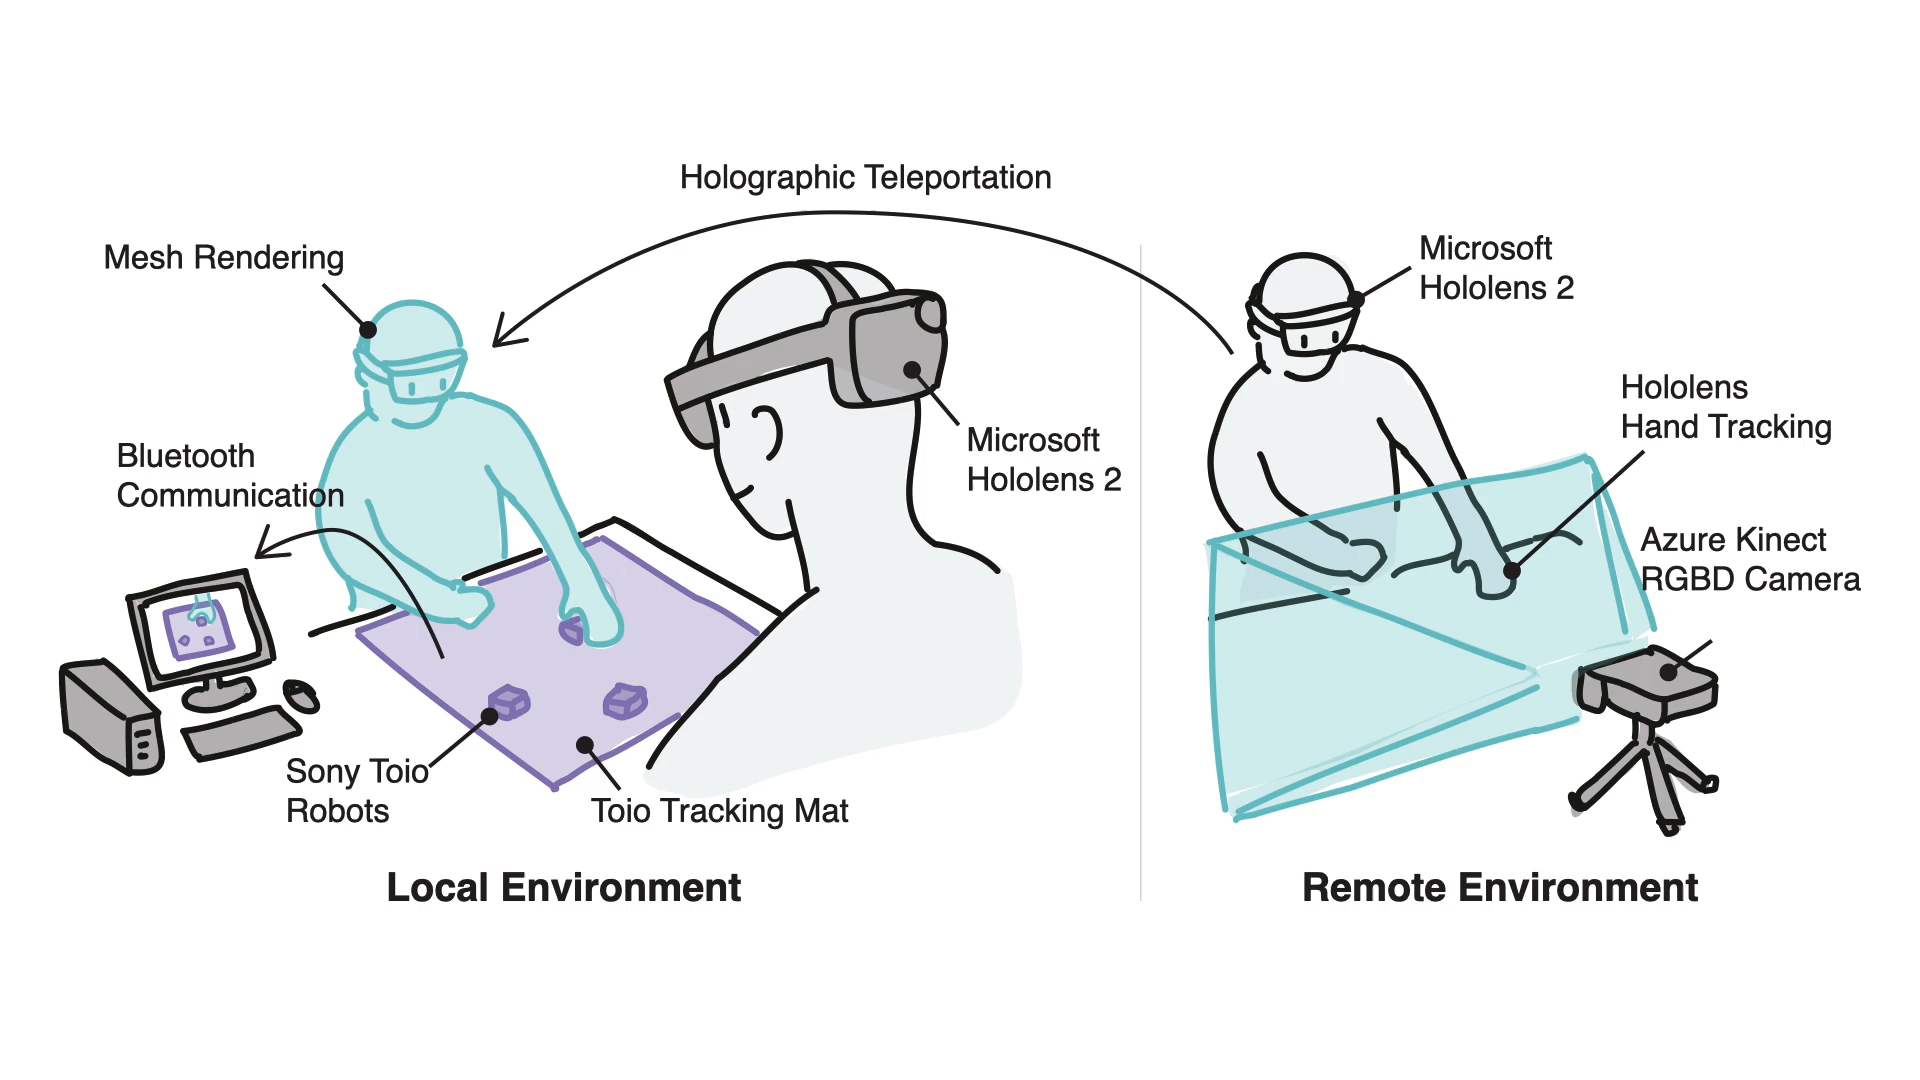 Holographic Teleportation
Mesh Rendering
Bluetooth
Communication
Microsoft
Hololens 2
Sony Toio
Robots
Toio Tracking Mat
Local Environment
Microsoft
Hololens 2
Hololens
Hand Tracking
Azure Kinect
RGBD Camera
Remote Environment